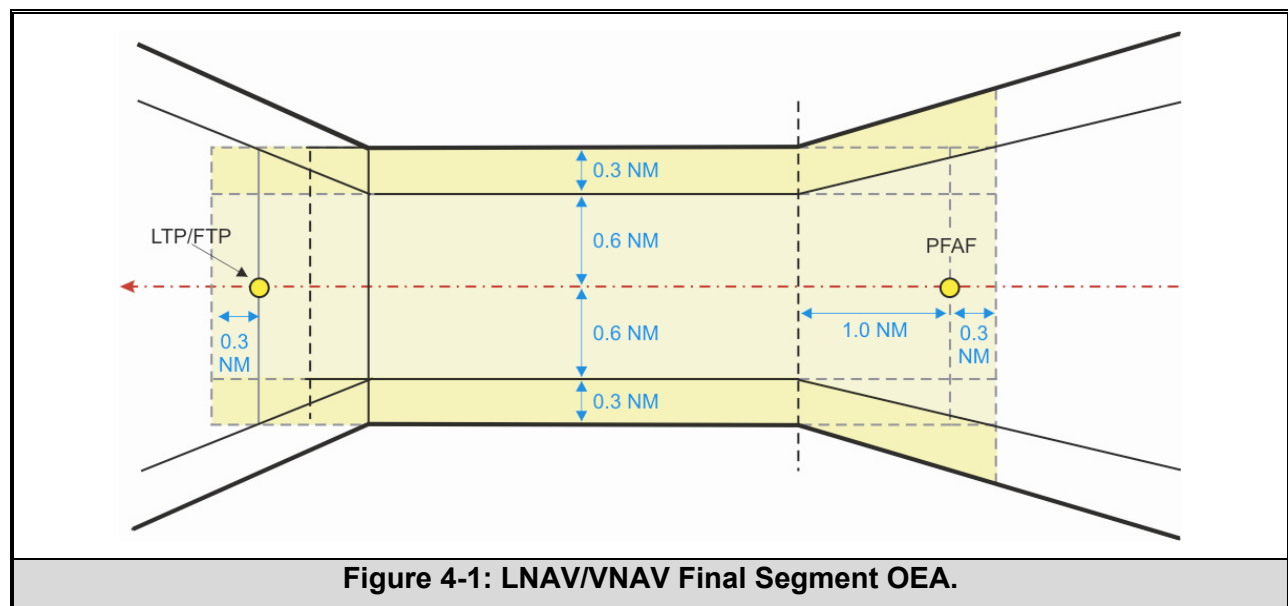 0.3 NM
0.6 NM
LTP/FTP
PFAF
0.3
NM
0.6 NM
1.0 NM
0.3
NM
0.3 NM
Figure 4-1: LNAV/VNAV Final Segment OEA.